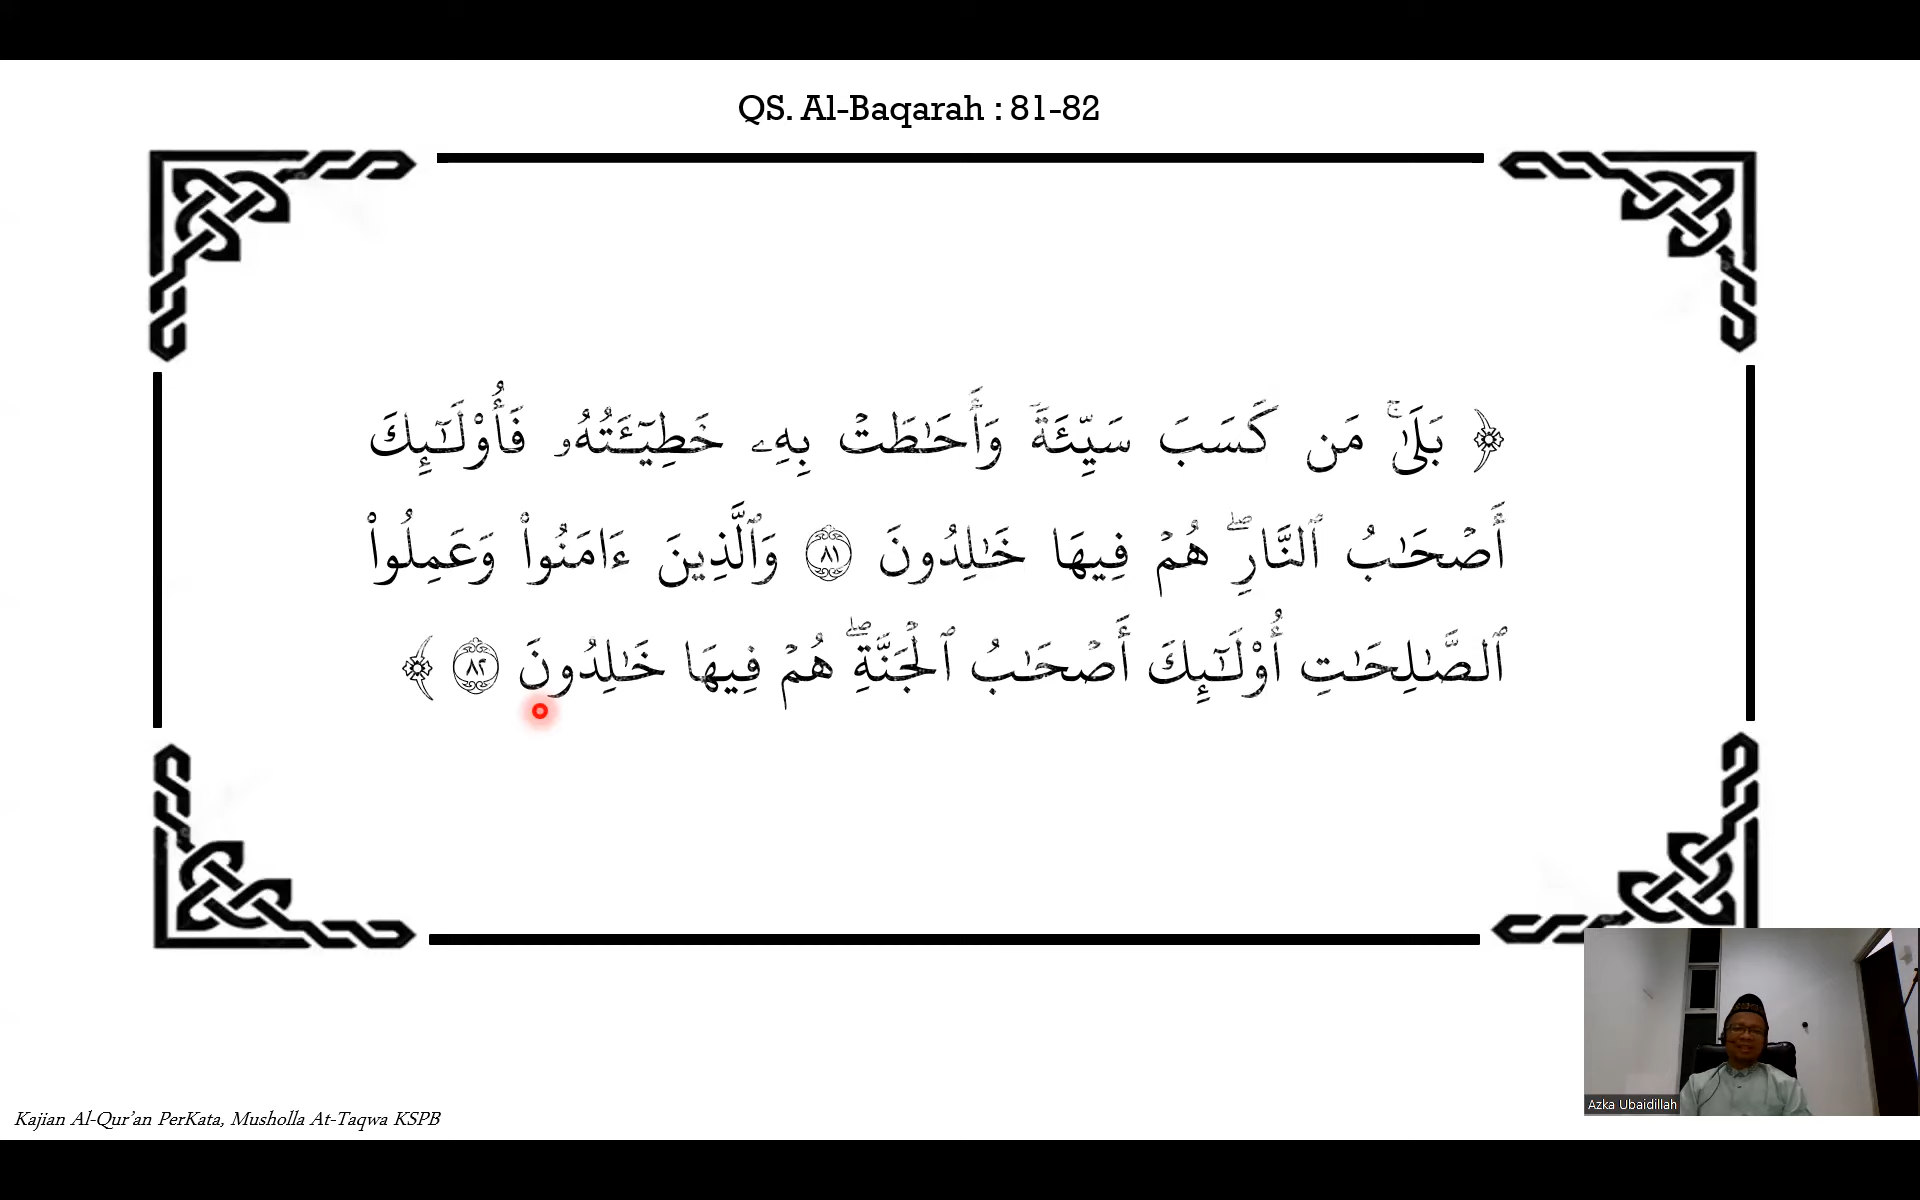 QS. Al-Baqarah : 81-82
﴿ بَلَىٰۚ مَن كَسَبَ سَيِّئَةٗ وَأَحَٰطَتۡ بِهِۦ خَطِيٓـَٔتُهُۥ فَأُوْلَٰٓئِكَ
أَصۡحَٰبُ ٱلنَّارِۖ هُمۡ فِيهَا خَٰلِدُونَ ٨١ وَٱلَّذِينَ ءَامَنُواْ وَعَمِلُواْ
ٱلصَّٰلِحَٰتِ أُوْلَٰٓئِكَ أَصۡحَٰبُ ٱلۡجَنَّةِۖ هُمۡ فِيهَا خَٰلِدُونَ ٨٢ ﴾
Azka Ubaidillah
Kajian Al-Qur'an PerKata, Musholla At-Taqwa KSPB